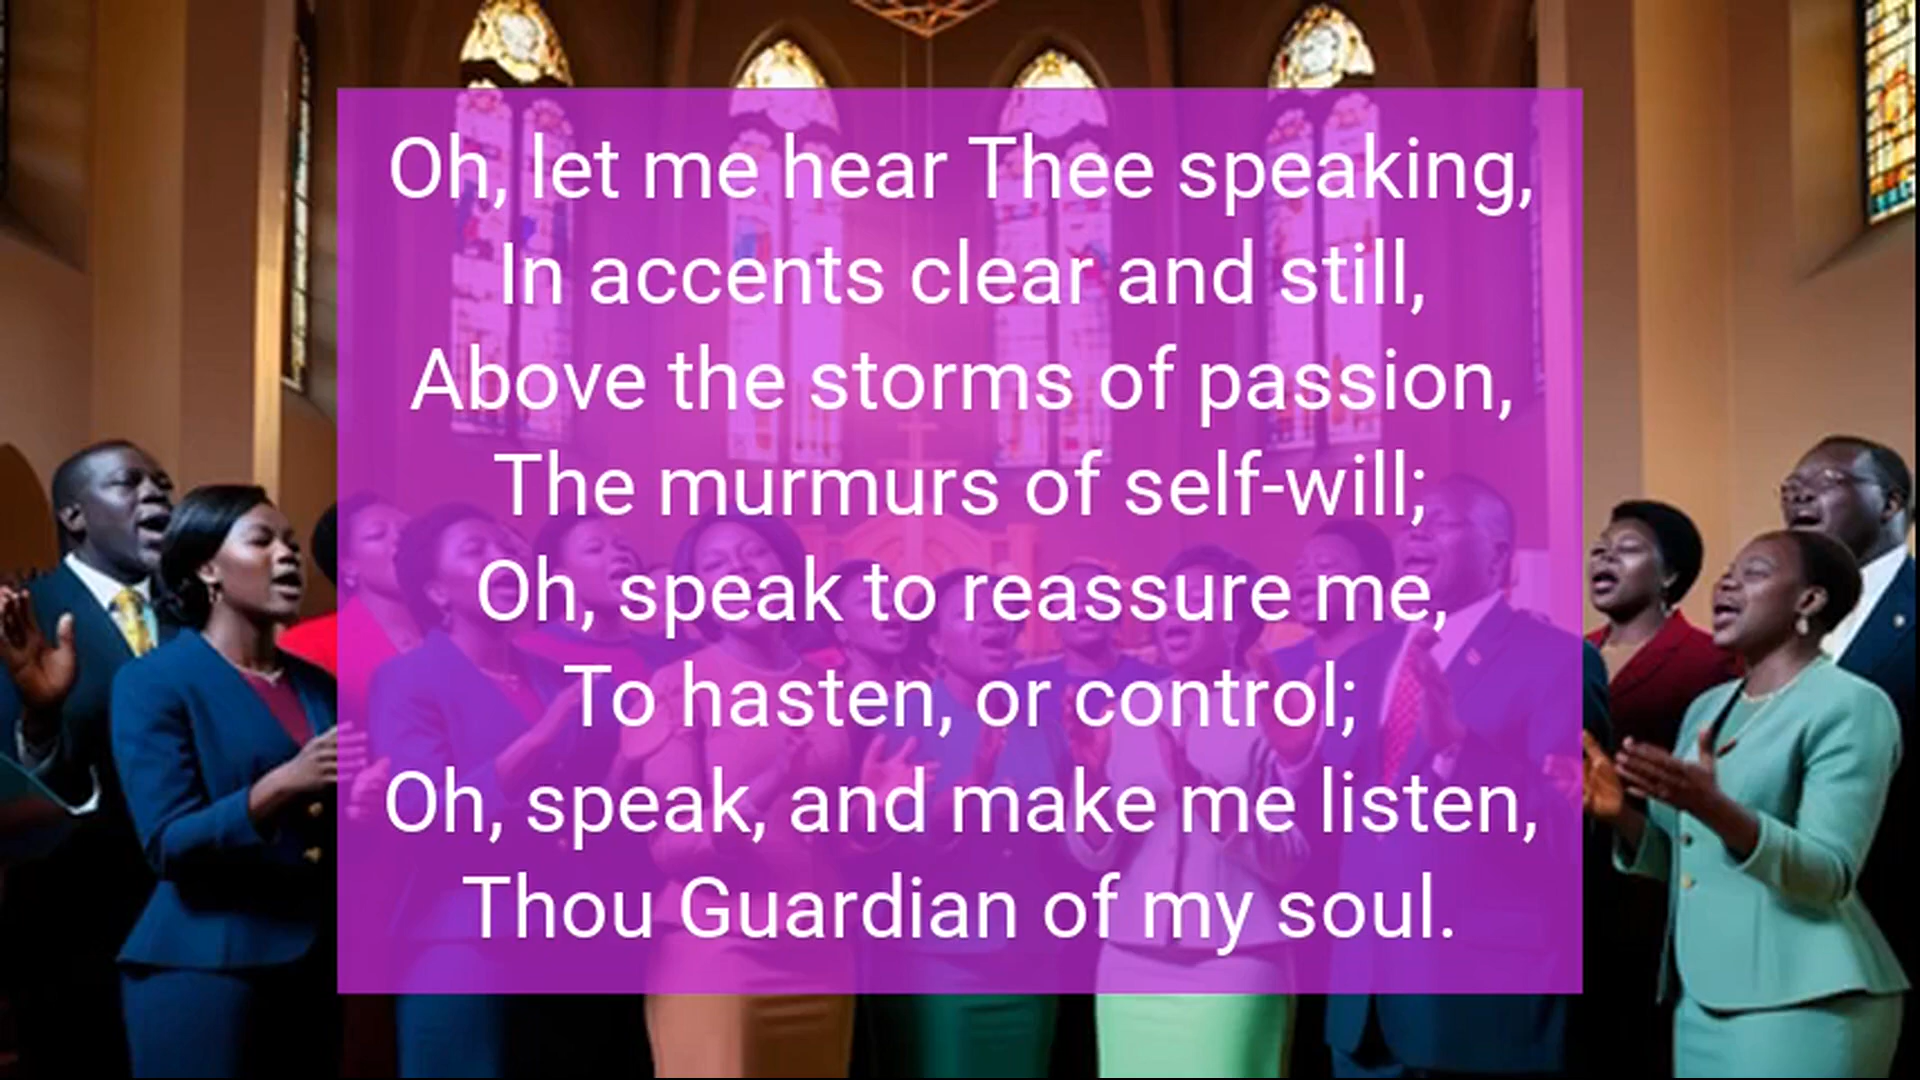 Oh, let me hear Thee speaking,
In accents clear and still,
Above the storms of passion,
The murmurs of self-will;
Oh, speak to reassure me,
To hasten, or control;
Oh, speak, and make me listen,
Thou Guardian of my soul.